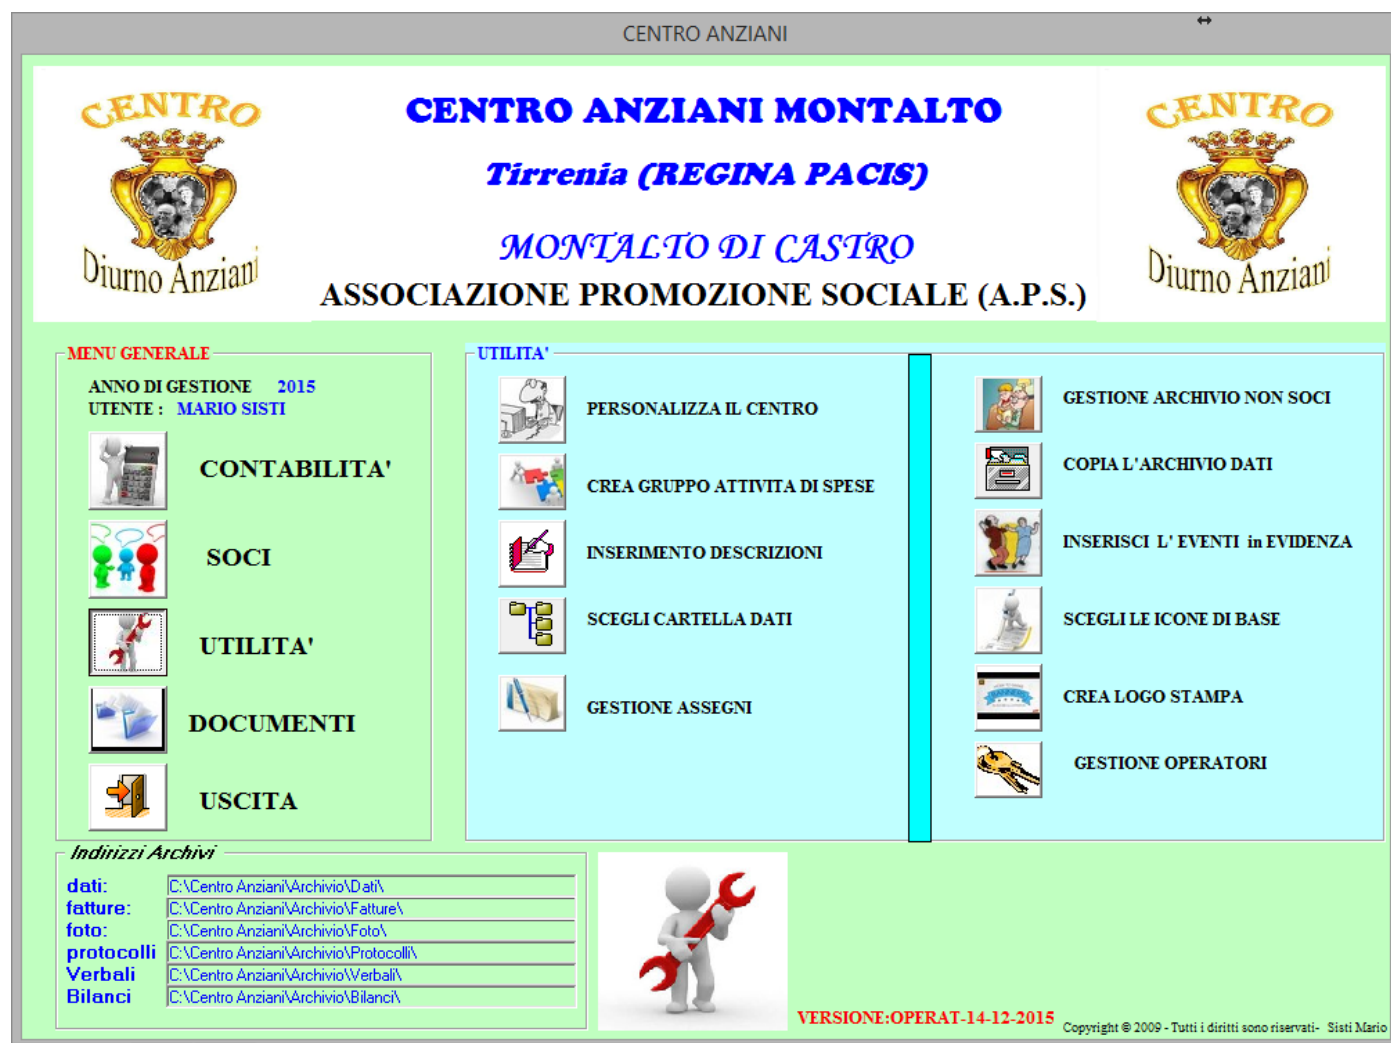 CENTRO ANZIANI
CENTRO
Diurno Anziani
CENTRO ANZIANI MONTALTO
Tirrenia (REGINA PACIS)
MONTALTO DI CASTRO
ASSOCIAZIONE PROMOZIONE SOCIALE (A.P.S.)
CENTRO
Diurno Anziani
MENU GENERALE
ANNO DI GESTIONE 2015
UTENTE : MARIO SISTI
CONTABILITA'
SOCI
UTILITA'
DOCUMENTI
USCITA
UTILITA'
PERSONALIZZA IL CENTRO
CREA GRUPPO ATTIVITA DI SPESE
INSERIMENTO DESCRIZIONI
SCEGLI CARTELLA DATI
GESTIONE ASSEGNI
GESTIONE ARCHIVIO NON SOCI
COPIA L'ARCHIVIO DATI
INSERISCI L' EVENTI in EVIDENZA
SCEGLI LE ICONE DI BASE
CREA LOGO STAMPA
GESTIONE OPERATORI
Indirizzi Archivi
dati: C:\Centro Anziani\Archivio\Dati\
fatture: C:\Centro Anziani\Archivio\Fatture\
foto: C:\Centro Anziani\Archivio\Foto\
protocolli C:\Centro Anziani\Archivio\Protocolli\
Verbali C:\Centro Anziani\Archivio\Verbali\
Bilanci C:\Centro Anziani\Archivio\Bilanci\
VERSIONE:OPERAT-14-12-2015
Copyright © 2009 - Tutti i diritti sono riservati- Sisti Mario